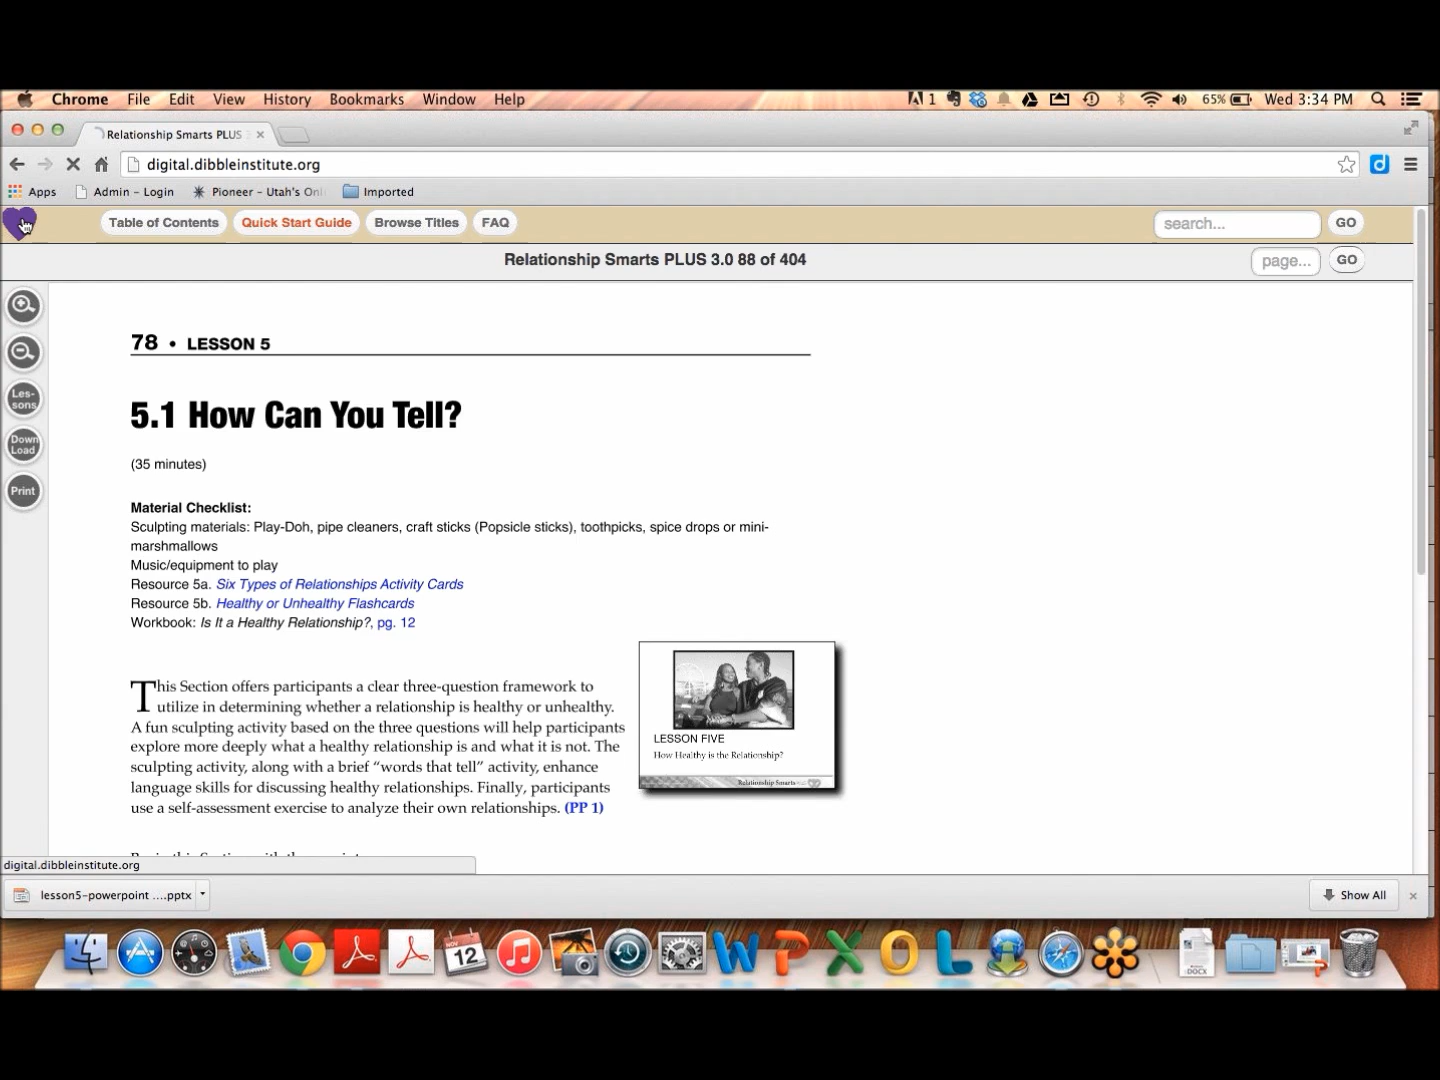 Chrome File Edit View History Bookmarks Window Help 1 65% Wed 3:34 PM
Relationship Smarts PLUS
digital.dibbleinstitute.org
Apps Admin - Login Pioneer - Utah's Onl Imported
Table of Contents Quick Start Guide Browse Titles FAQ search... GO
Relationship Smarts PLUS 3.0 88 of 404 page... GO
78 • LESSON 5
5.1 How Can You Tell?
Les-
sons
Down
Load
(35 minutes)
Print
Material Checklist:
Sculpting materials: Play-Doh, pipe cleaners, craft sticks (Popsicle sticks), toothpicks, spice drops or mini-
marshmallows
Music/equipment to play
Resource 5a. Six Types of Relationships Activity Cards
Resource 5b. Healthy or Unhealthy Flashcards
Workbook: Is It a Healthy Relationship?, pg. 12
This Section offers participants a clear three-question framework to
utilize in determining whether a relationship is healthy or unhealthy.
A fun sculpting activity based on the three questions will help participants
explore more deeply what a healthy relationship is and what it is not. The
sculpting activity, along with a brief “words that tell” activity, enhance
language skills for discussing healthy relationships. Finally, participants
use a self-assessment exercise to analyze their own relationships. (PP 1)
LESSON FIVE
How Healthy is the Relationship?
Relationship Smarts
digital.dibbleinstitute.org
lesson5-powerpoint ....pptx Show All
NOV
12
W P X O L
DOCX